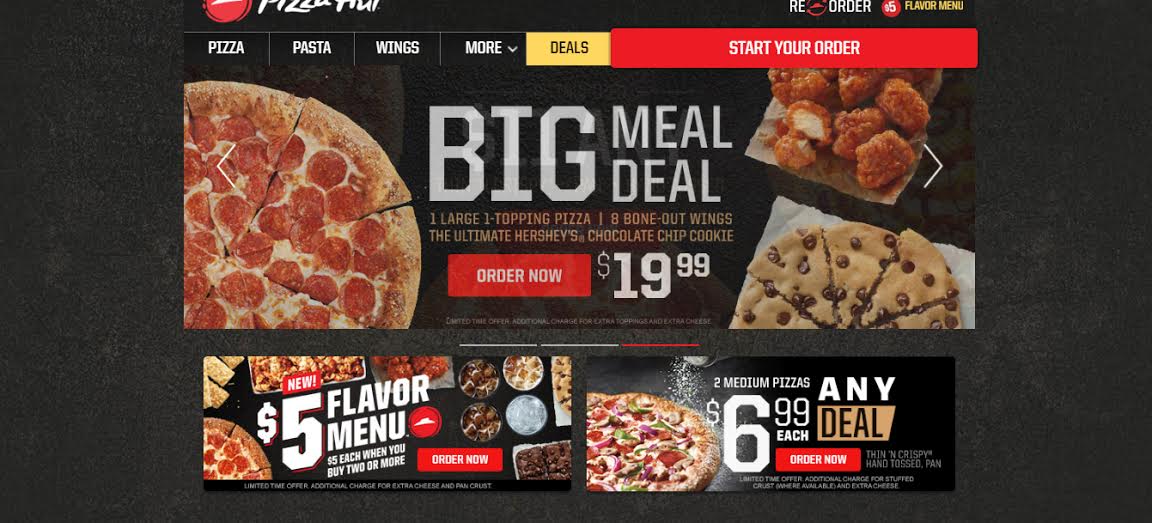 Pizza Hut
REORDER
$5 FLAVOR MENU
PIZZA
PASTA
WINGS
MORE
DEALS
START YOUR ORDER
BIG MEAL DEAL
1 LARGE 1-TOPPING PIZZA | 8 BONE-OUT WINGS
THE ULTIMATE HERSHEY'S® CHOCOLATE CHIP COOKIE
ORDER NOW
$19 99
LIMITED TIME OFFER. ADDITIONAL CHARGE FOR EXTRA TOPPINGS AND EXTRA CHEESE.
NEW!
$5 FLAVOR MENU
$5 EACH WHEN YOU
BUY TWO OR MORE
ORDER NOW
LIMITED TIME OFFER. ADDITIONAL CHARGE FOR EXTRA CHEESE AND PAN CRUST.
2 MEDIUM PIZZAS
$6 99 EACH
ANY
DEAL
ORDER NOW
THIN 'N CRISPY®
HAND TOSSED, PAN
LIMITED TIME OFFER. ADDITIONAL CHARGE FOR STUFFED
CRUST (WHERE AVAILABLE) AND EXTRA CHEESE.